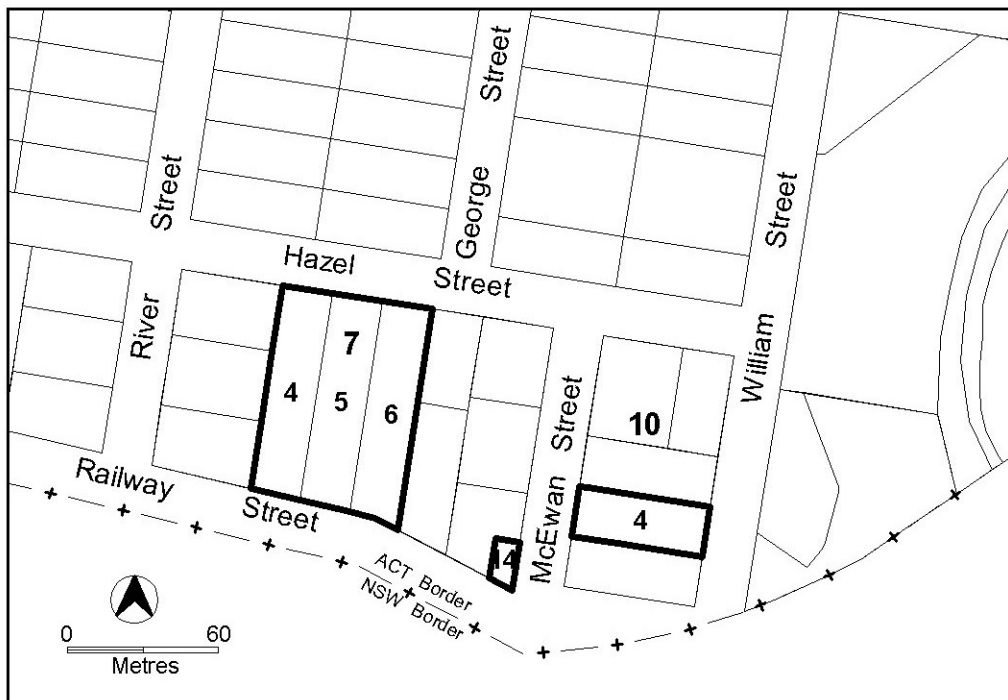 Street
Street
George
Street
Hazel
Street
River
William
7
4
5
6
10
Street
McEwan
4
14
Railway
Street
ACT Border
NSW Border
0 60
Metres